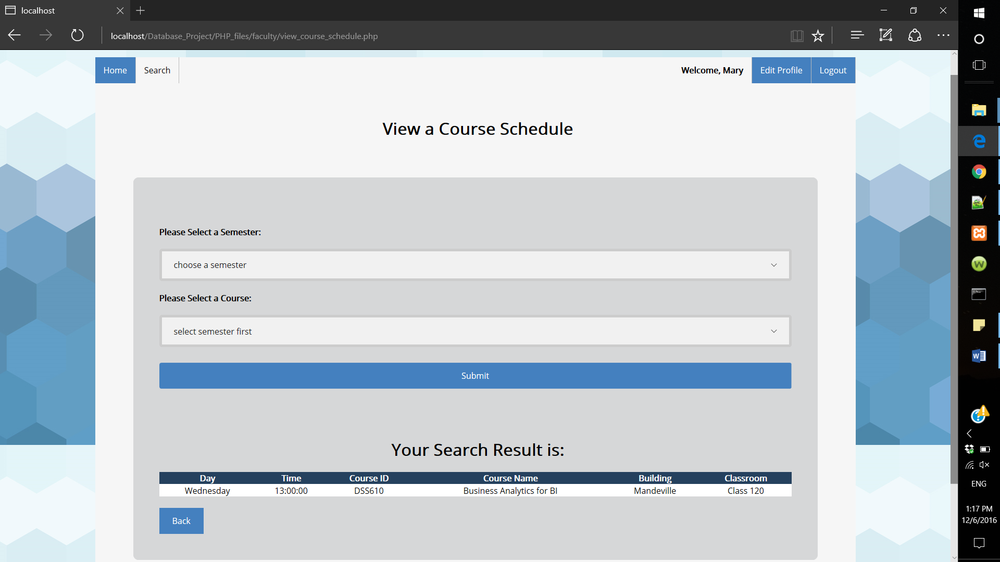 localhost
localhost/Database_Project/PHP_files/faculty/view_course_schedule.php
Home Search Welcome, Mary Edit Profile Logout
View a Course Schedule
Please Select a Semester:
choose a semester
Please Select a Course:
select semester first
Submit
Your Search Result is:
Day Time Course ID Course Name Building Classroom
Wednesday 13:00:00 DSS610 Business Analytics for BI Mandeville Class 120
Back
ENG
1:17 PM
12/6/2016